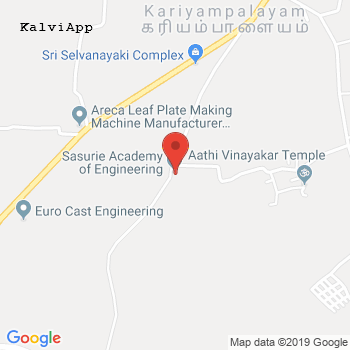 Kariyampalayam
கரியம்பாளையம்
KalviApp
Sri Selvanayaki Complex
Areca Leaf Plate Making
Machine Manufacturer...
Sasurie Academy
of Engineering
Aathi Vinayakar Temple
Euro Cast Engineering
Google
Map data ©2019 Google